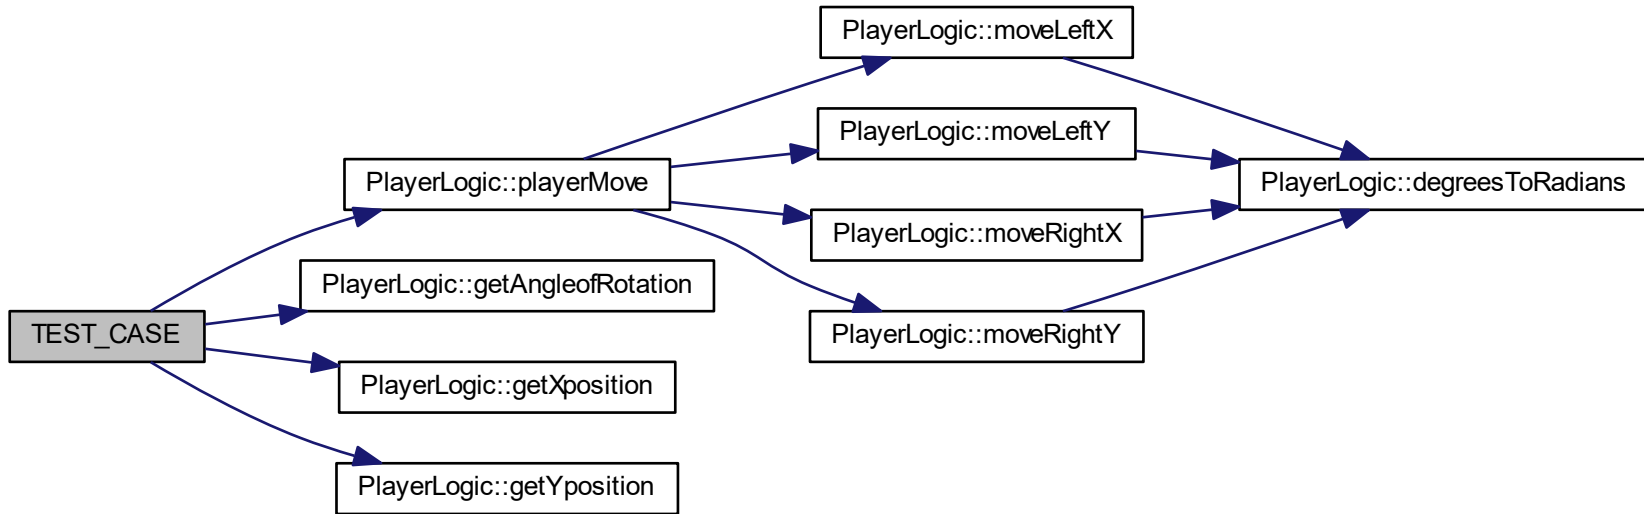 PlayerLogic::moveLeftX
PlayerLogic::moveLeftY
PlayerLogic::playerMove
PlayerLogic::degreesToRadians
PlayerLogic::moveRightX
PlayerLogic::getAngleofRotation
TEST_CASE
PlayerLogic::moveRightY
PlayerLogic::getXposition
PlayerLogic::getYposition